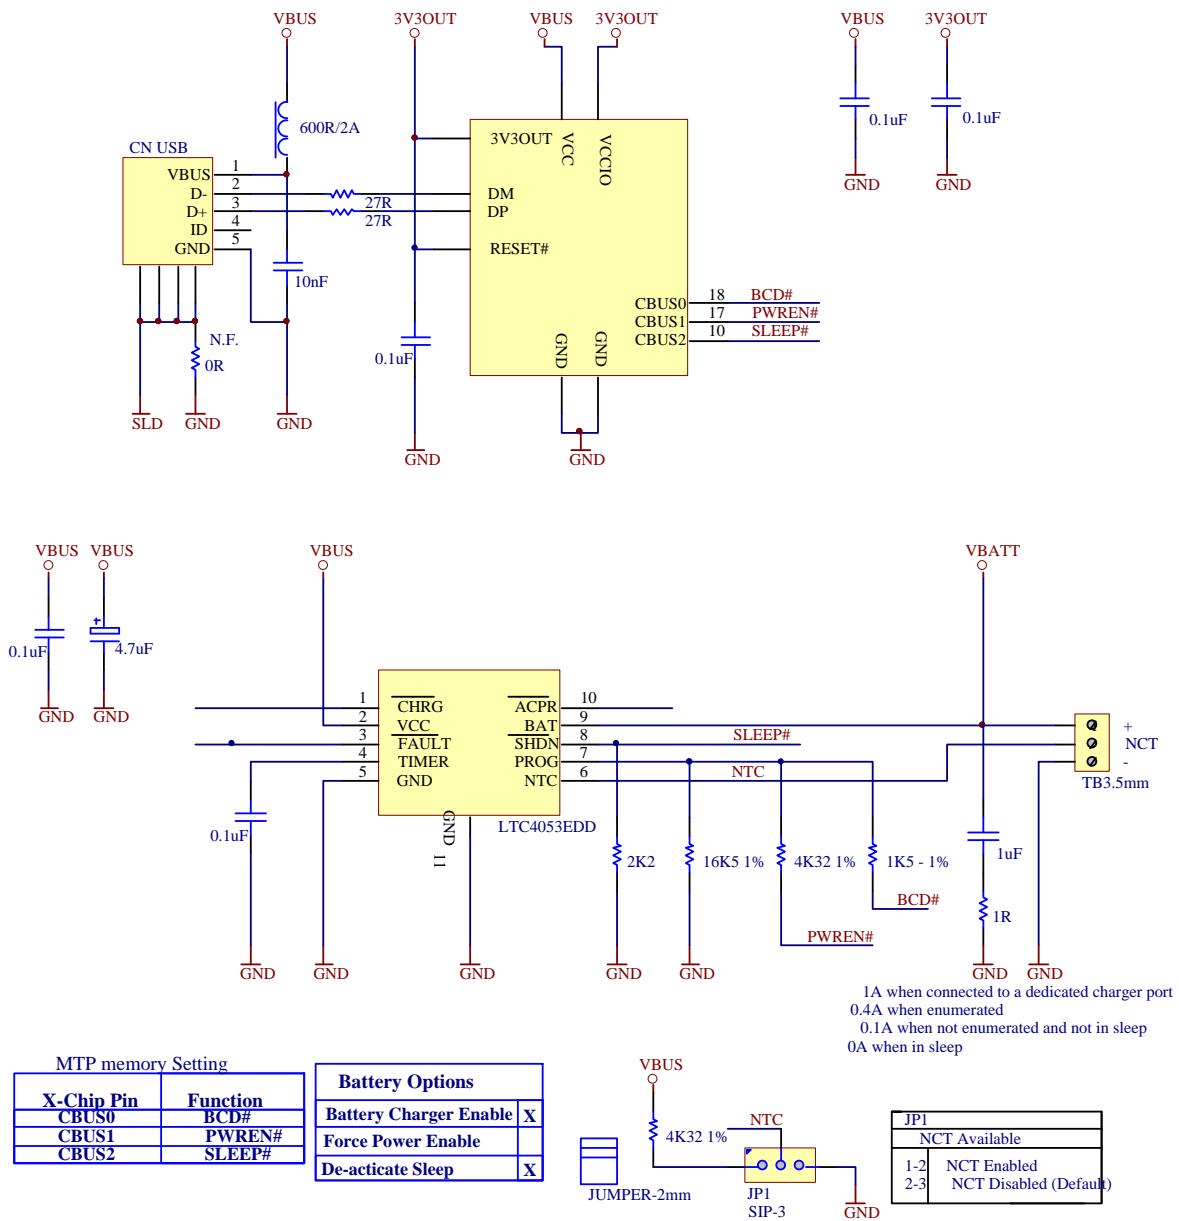 VBUS
3V3OUT
VBUS
3V3OUT
VBUS
3V3OUT
600R/2A
0.1uF
0.1uF
GND
GND
CN USB
VBUS
D-
D+
ID
GND
1
2
3
4
5
27R
27R
10nF
N.F.
0R
SLD
GND
GND
0.1uF
GND
3V3OUT
VCC
VCCIO
DM
DP
RESET#
CBUS0
CBUS1
CBUS2
18
17
10
BCD#
PWREN#
SLEEP#
GND
GND
GND
VBUS
VBUS
VBUS
VBATT
0.1uF
4.7uF
GND
GND
1
2
3
4
5
CHRG
VCC
FAULT
TIMER
GND
ACPR
BAT
SHDN
PROG
NTC
10
9
8
7
6
GND
11
LTC4053EDD
SLEEP#
NTC
+
NCT
-
TB3.5mm
0.1uF
2K2
16K5 1%
4K32 1%
1K5 - 1%
1uF
BCD#
1R
PWREN#
GND
GND
GND
GND
GND
GND
GND
1A when connected to a dedicated charger port
0.4A when enumerated
0.1A when not enumerated and not in sleep
0A when in sleep
MTP memory Setting
X-Chip Pin Function
CBUS0 BCD#
CBUS1 PWREN#
CBUS2 SLEEP#
Battery Options
Battery Charger Enable X
Force Power Enable
De-acticate Sleep X
JUMPER-2mm
VBUS
4K32 1%
NTC
JP1
SIP-3
GND
JP1
NCT Available
1-2 NCT Enabled
2-3 NCT Disabled (Default)